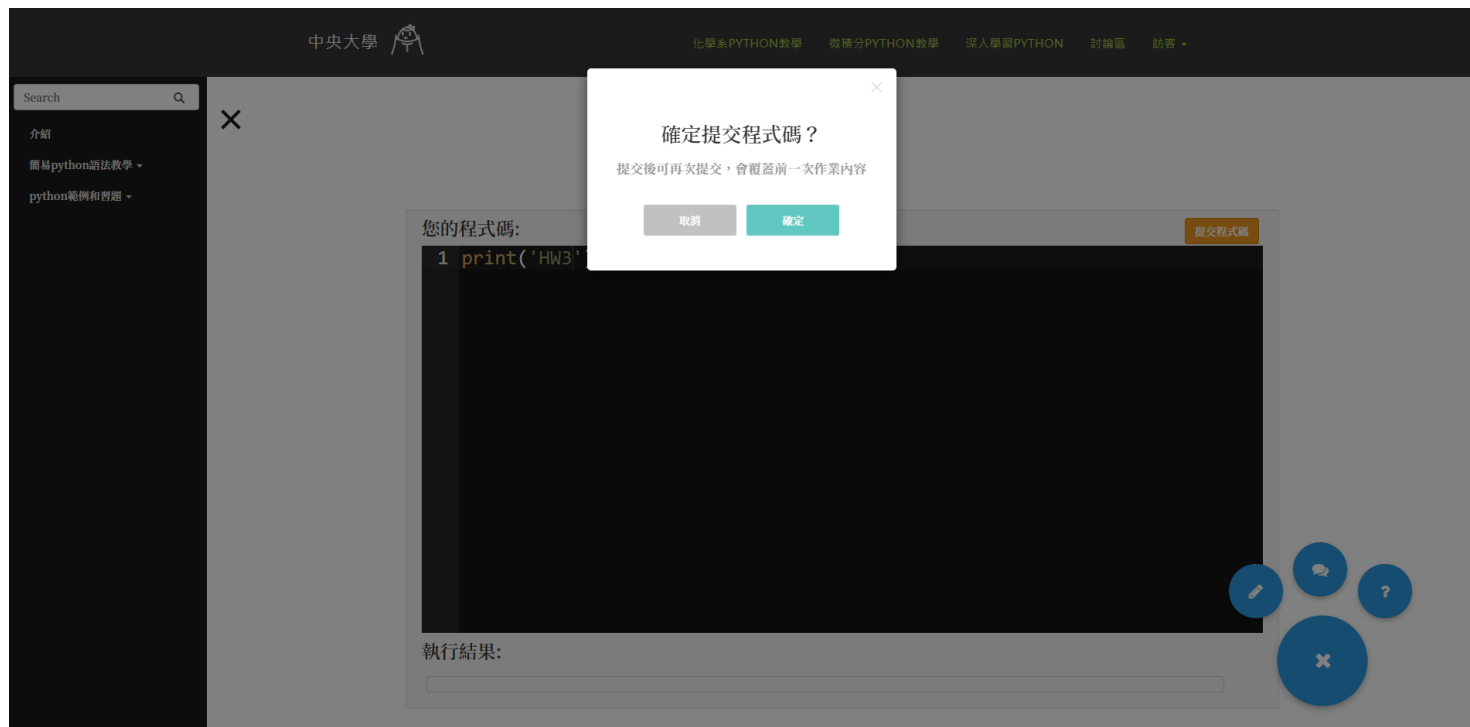 中央大學
化學系PYTHON教學 微積分PYTHON教學 深入學習PYTHON 討論區 訪客
Search
介紹
簡易python語法教學
python範例和習題
確定提交程式碼？
提交後可再次提交，會覆蓋前一次作業內容
取消 確定
您的程式碼:
提交程式碼
1 print('HW3'
執行結果:
?